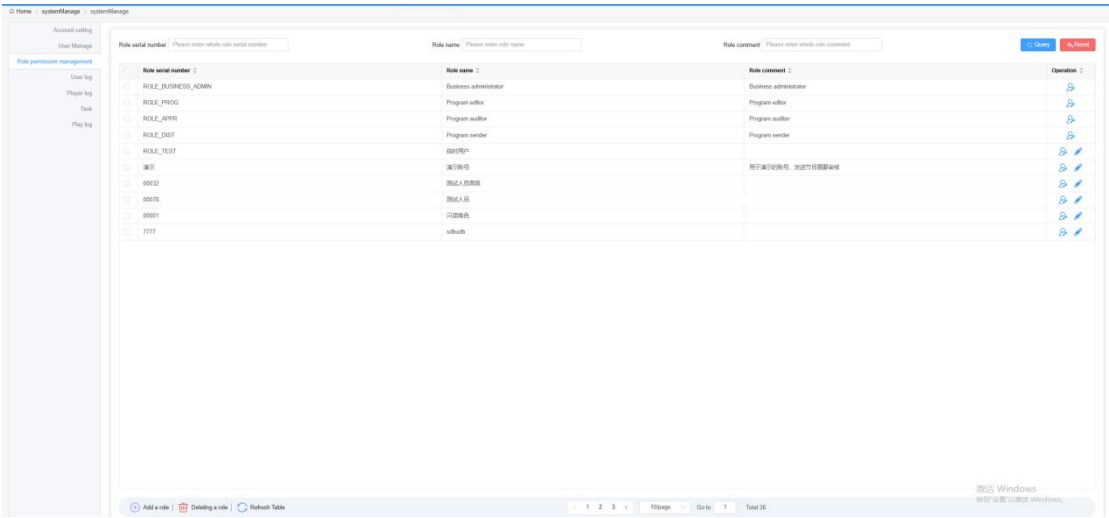 Home / systemManage / systemManage
Account setting
User Manage
Role permission management
User log
Player log
Task
Play log
Role serial number Please enter whole role serial number Role name Please enter role name Role comment Please enter whole role comment Query Reset
Role serial number Role name Role comment Operation
ROLE_BUSINESS_ADMIN Business administrator Business administrator
ROLE_PROG Program editor Program editor
ROLE_APPR Program auditor Program auditor
ROLE_DIST Program sender Program sender
ROLE_TEST 临时用户
演示 演示账号 用于演示的账号，发送节目需要审核
00032 测试人员高级
00078 测试人员
00001 只读角色
7777 sdbudb
Add a role | Deleting a role | Refresh Table 1 2 3 10/page Go to 1 Total 26
激活 Windows
转到"设置"以激活 Windows。